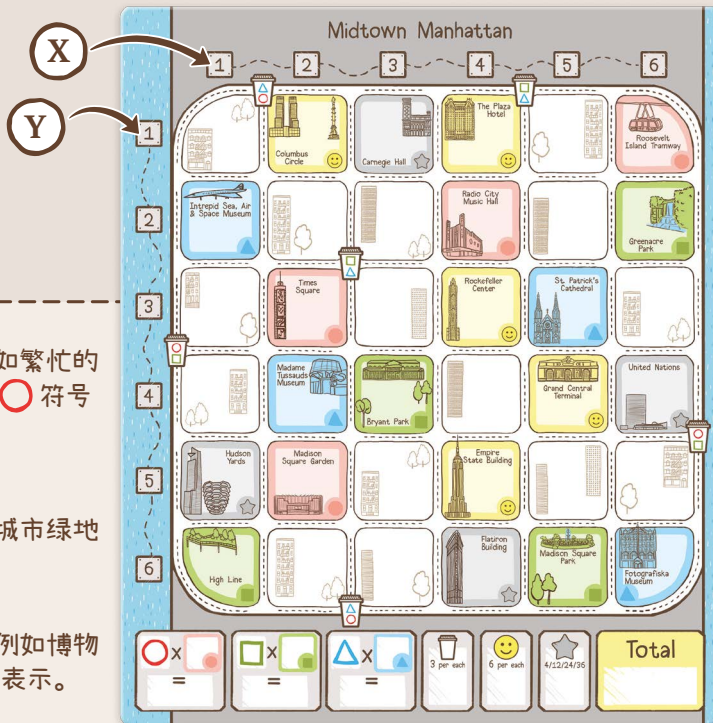 Midtown Manhattan
X
1
2
3
4
5
6
Y
1
Columbus
Circle
Carnegie Hall
The Plaza
Hotel
Roosevelt
Island Tramway
2
Intrepid Sea, Air
& Space Museum
Radio City
Music Hall
Greenacre
Park
3
Times
Square
Rockefeller
Center
St. Patrick's
Cathedral
如繁忙的
符号
4
Madame
Tussauds
Museum
Bryant Park
Grand Central
Terminal
United Nations
5
Hudson
Yards
Madison
Square Garden
Empire
State Building
城市绿地
6
High Line
Flatiron
Building
Madison Square
Park
Fotografiska
Museum
例如博物
表示。
x
=
x
=
x
=
3 per each
6 per each
4/12/24/36
Total